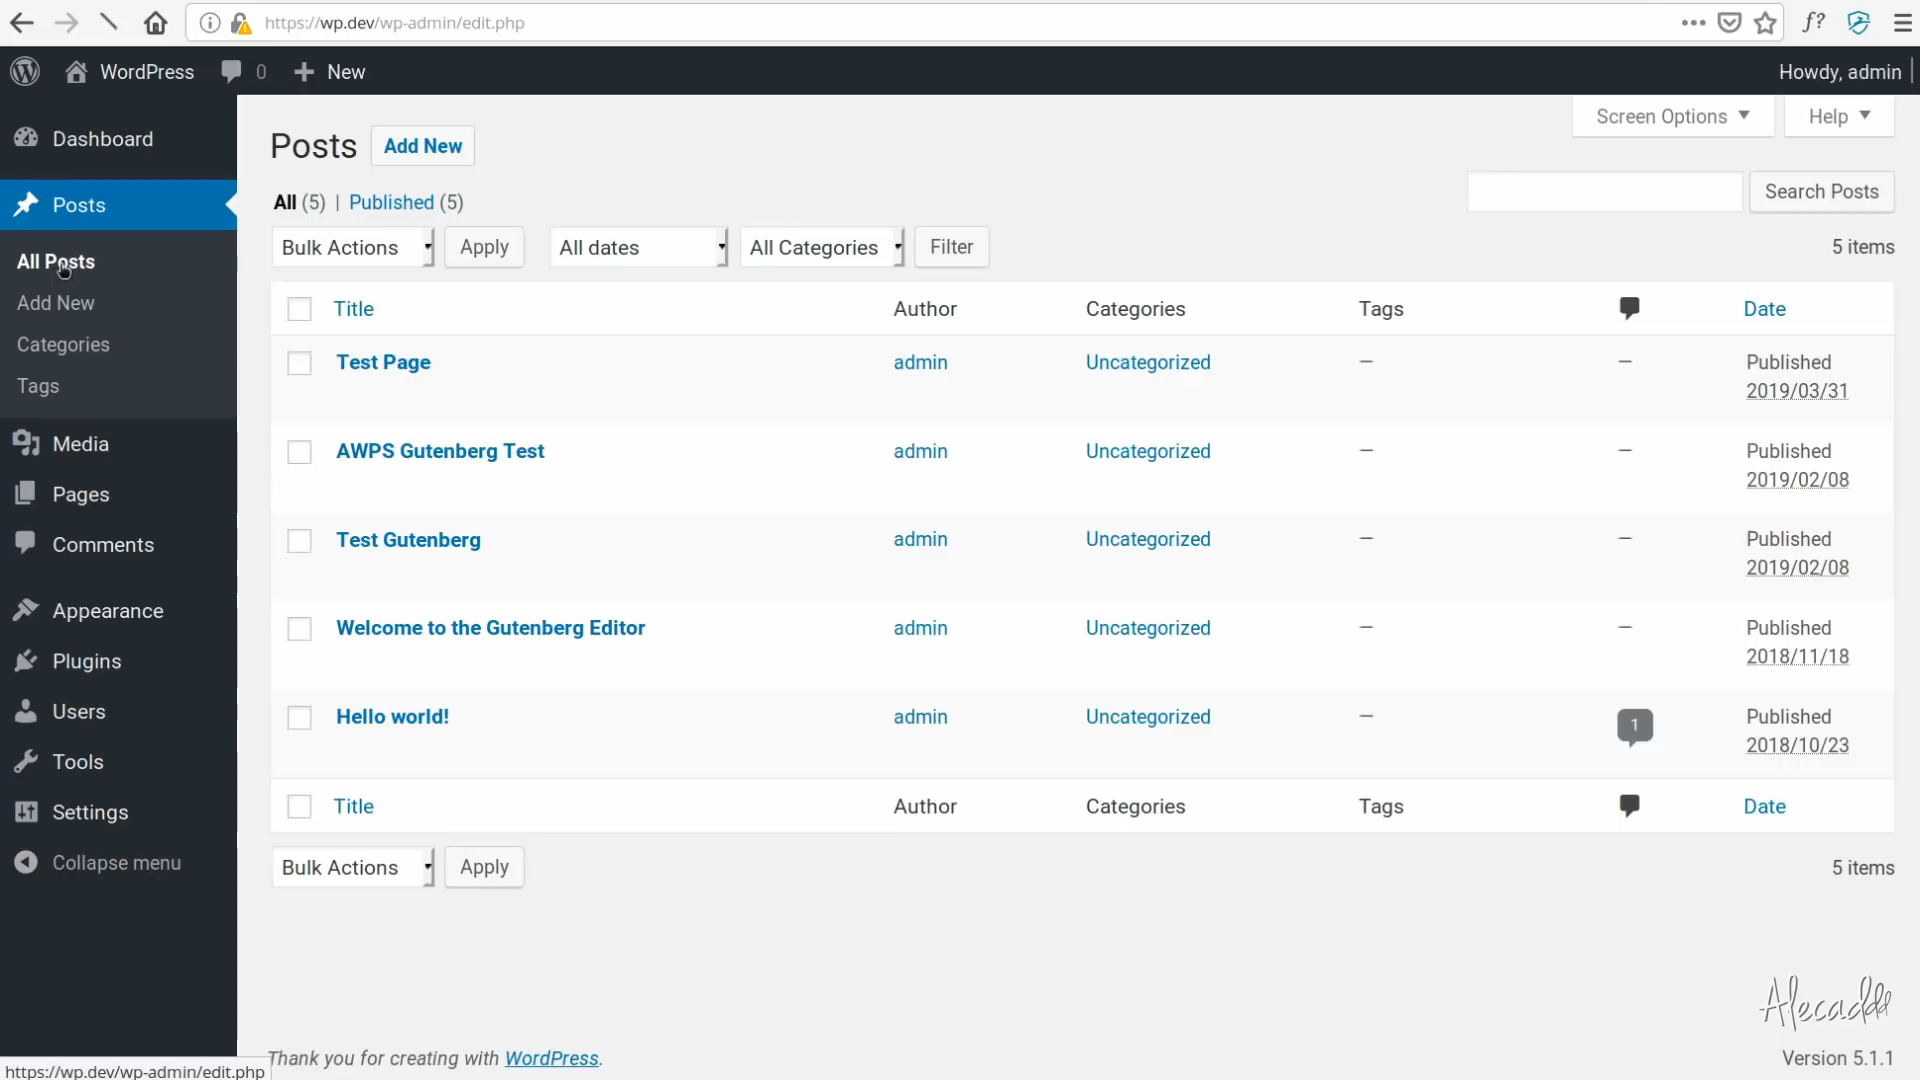 https://wp.dev/wp-admin/edit.php
f?
WordPress 0 New Howdy, admin
Screen Options Help
Dashboard
Posts
All Posts
Add New
Categories
Tags
Media
Pages
Comments
Appearance
Plugins
Users
Tools
Settings
Collapse menu
Posts Add New
All (5) | Published (5)
Search Posts
Bulk Actions Apply All dates All Categories Filter 5 items
Title Author Categories Tags Date
Test Page admin Uncategorized — — Published
2019/03/31
AWPS Gutenberg Test admin Uncategorized — — Published
2019/02/08
Test Gutenberg admin Uncategorized — — Published
2019/02/08
Welcome to the Gutenberg Editor admin Uncategorized — — Published
2018/11/18
Hello world! admin Uncategorized — 1 Published
2018/10/23
Title Author Categories Tags Date
Bulk Actions Apply 5 items
Alecaddd
Thank you for creating with WordPress. Version 5.1.1
https://wp.dev/wp-admin/edit.php